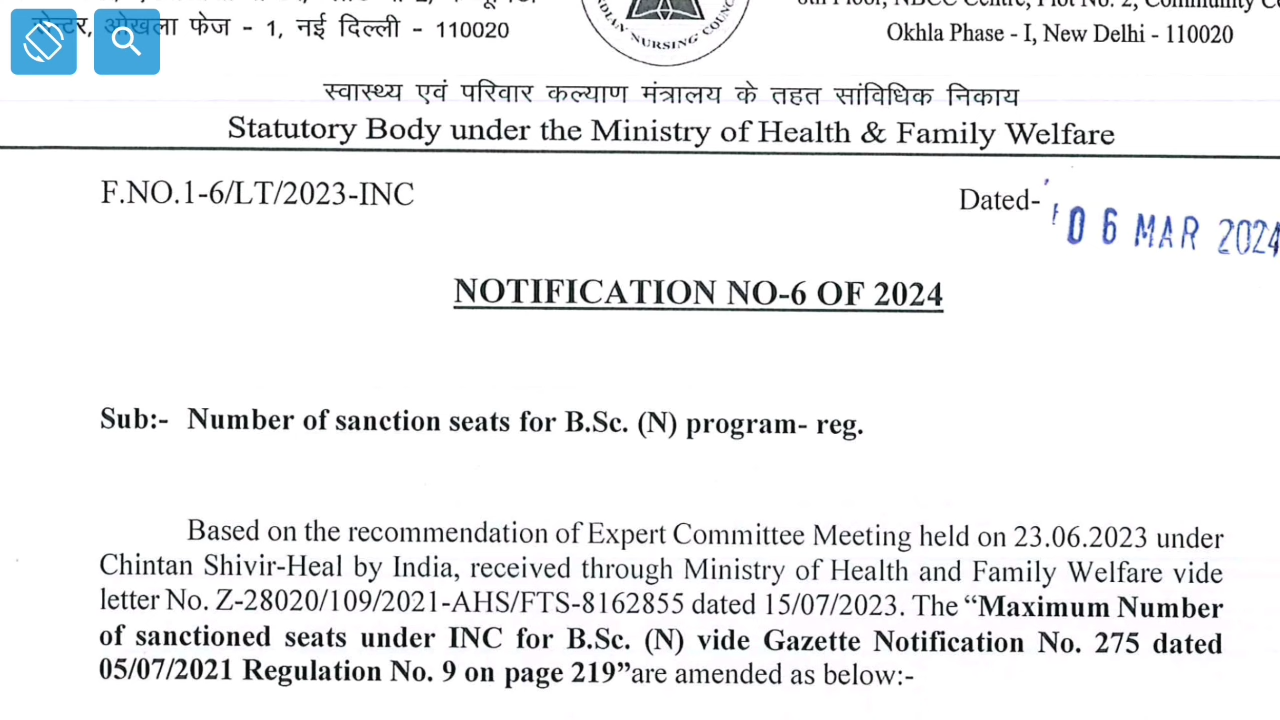 सेन्टर, ओखला फेज - 1, नई दिल्ली - 110020
INDIAN NURSING COUNC
Okhla Phase - I, New Delhi - 110020
स्वास्थ्य एवं परिवार कल्याण मंत्रालय के तहत सांविधिक निकाय
Statutory Body under the Ministry of Health & Family Welfare
F.NO.1-6/LT/2023-INC
Dated-
06 MAR 2024
NOTIFICATION NO-6 OF 2024
Sub:- Number of sanction seats for B.Sc. (N) program- reg.
Based on the recommendation of Expert Committee Meeting held on 23.06.2023 under
Chintan Shivir-Heal by India, received through Ministry of Health and Family Welfare vide
letter No. Z-28020/109/2021-AHS/FTS-8162855 dated 15/07/2023. The “Maximum Number
of sanctioned seats under INC for B.Sc. (N) vide Gazette Notification No. 275 dated
05/07/2021 Regulation No. 9 on page 219”are amended as below:-